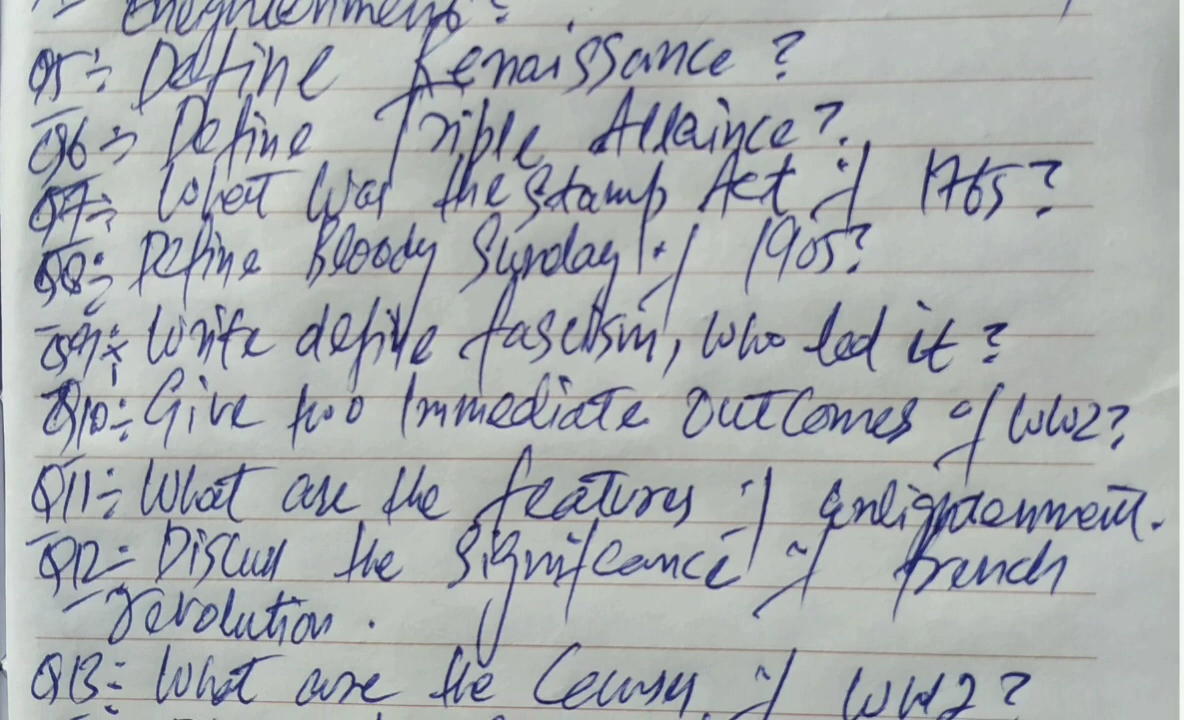 Enlightenment?
Q5:- Define Renaissance?
Q6:- Define Triple Allaince?
Q7:- What was the Stamp Act of 1765?
Q8:- Define Bloody Sunday of 1905?
Q9:- Write define fascism, who led it?
Q10:- Give two Immediate Outcomes of WW2?
Q11:- What are the features of enlightenment.
Q12:- Discuss the significance of french
revolution.
Q13:- What are the Causes of WW2?